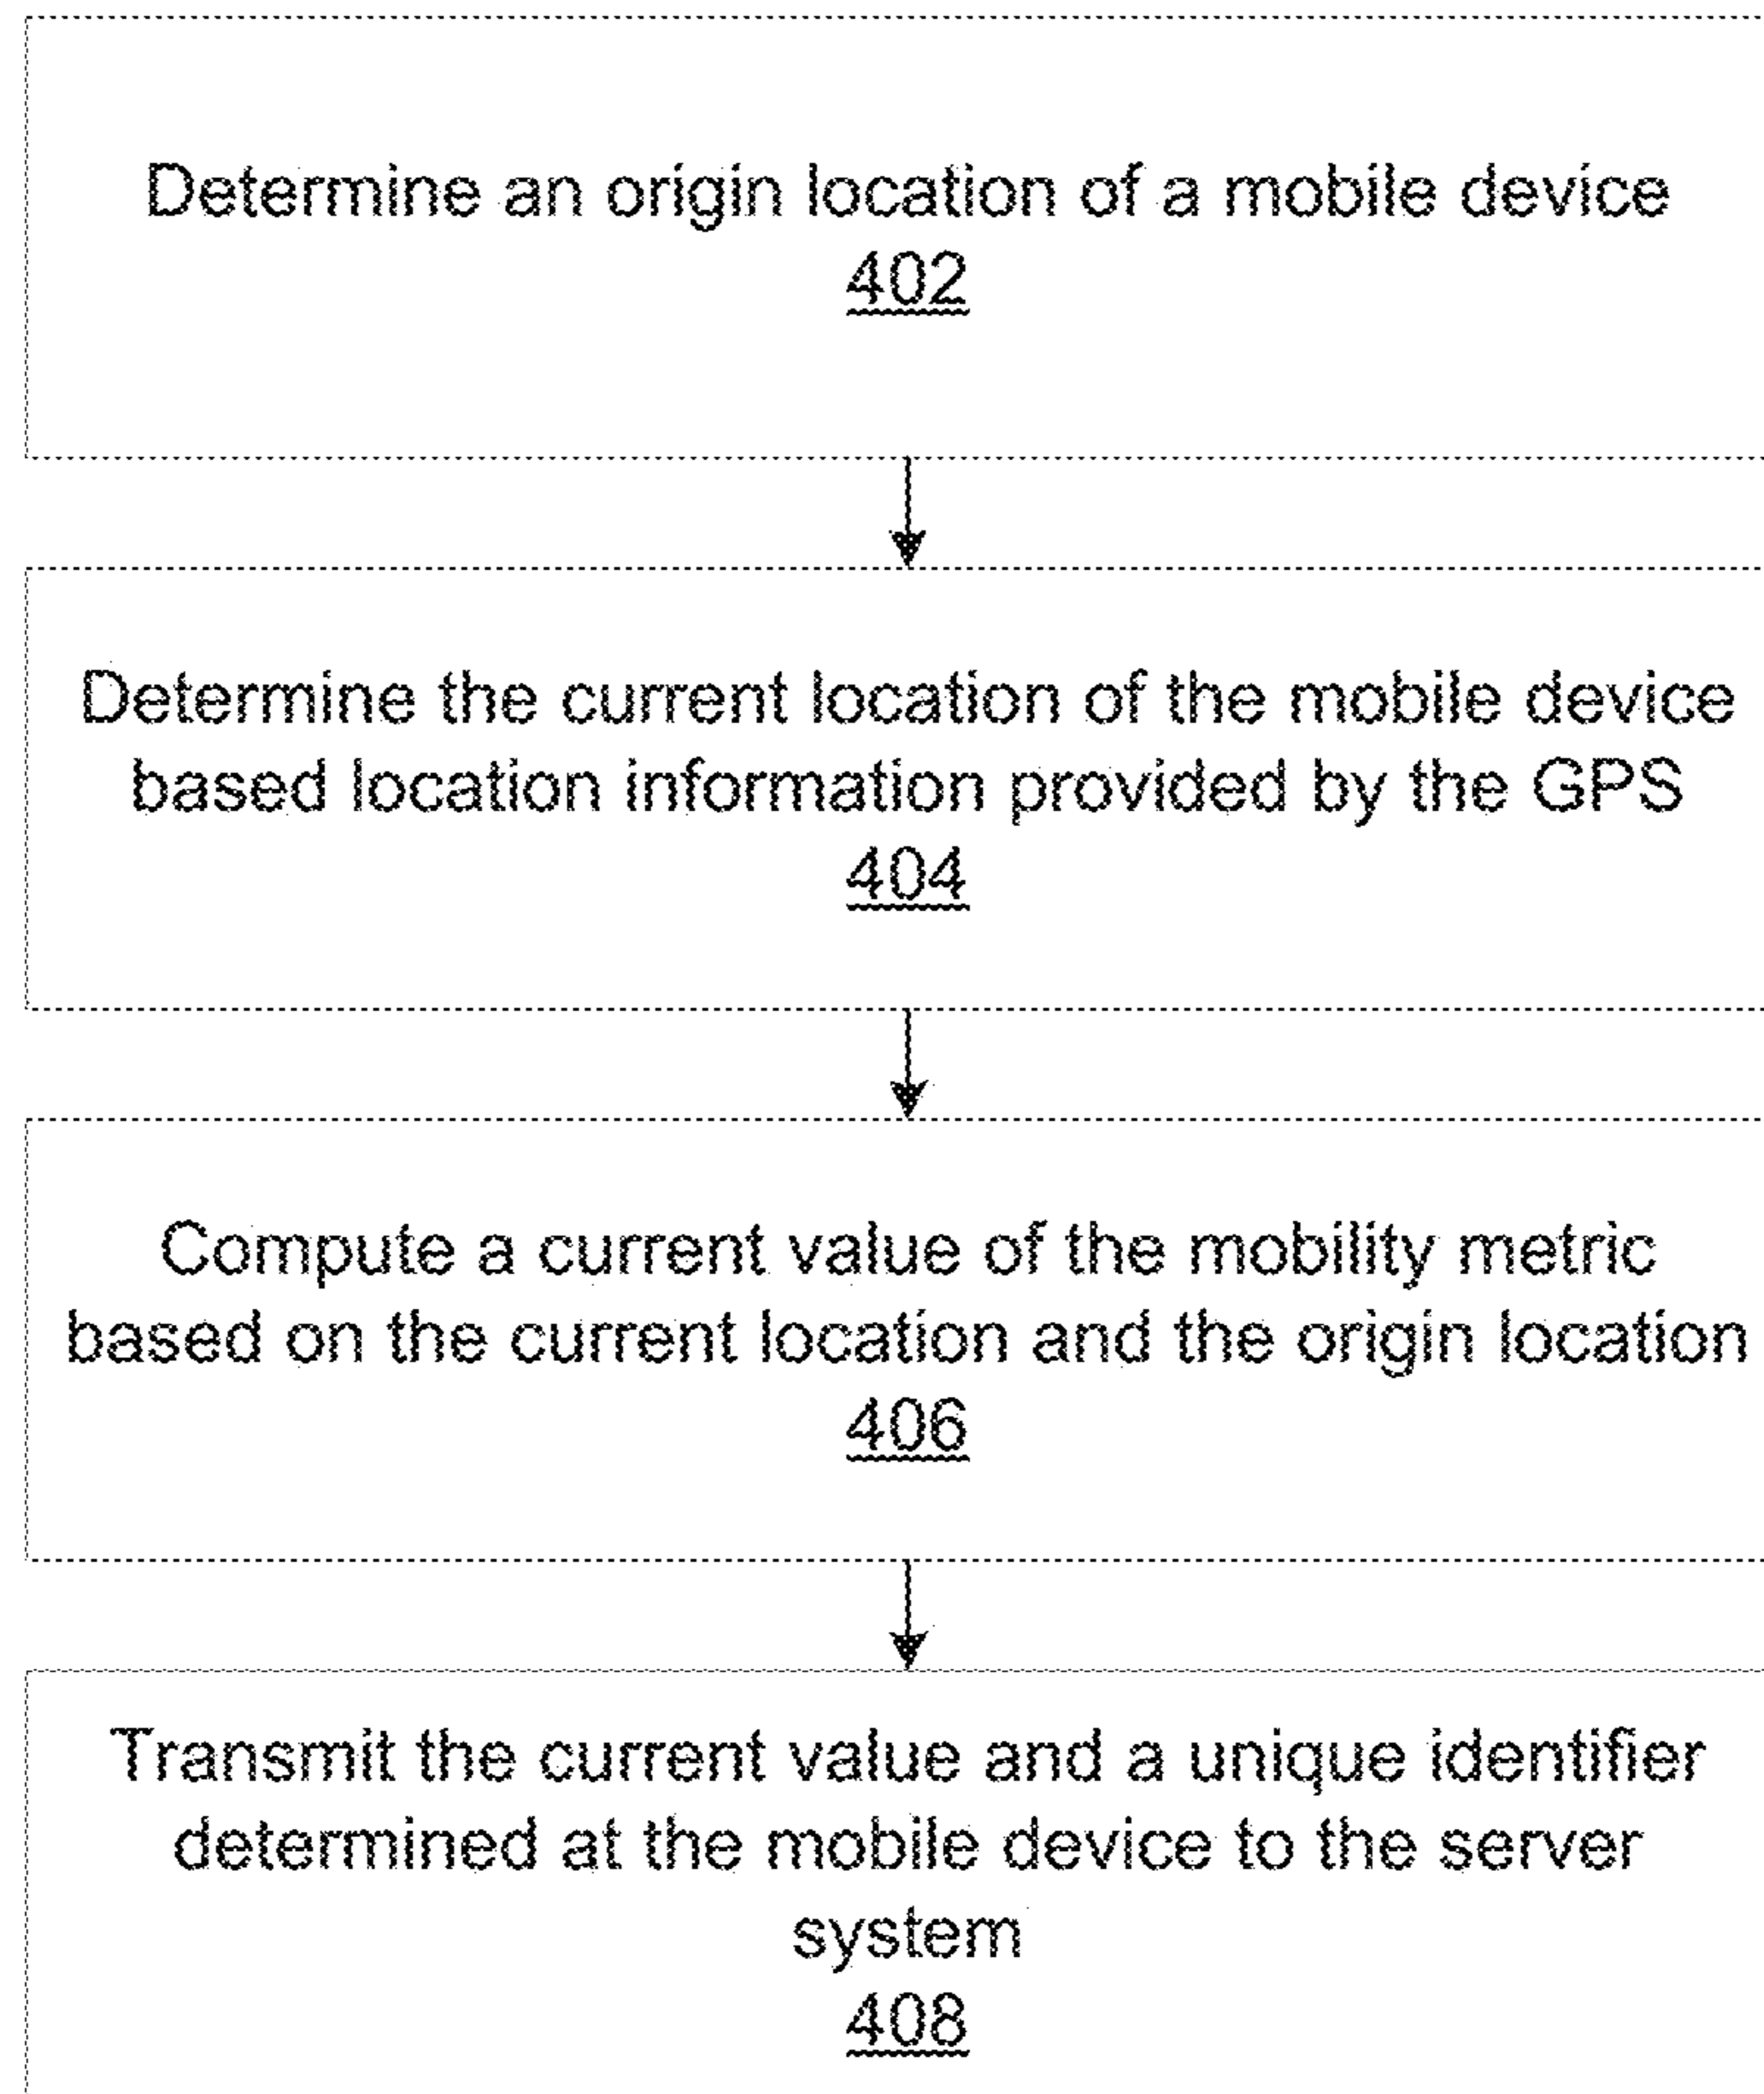 Determine an origin location of a mobile device
402
Determine the current location of the mobile device
based location information provided by the GPS
404
Compute a current value of the mobility metric
based on the current location and the origin location
406
Transmit the current value and a unique identifier
determined at the mobile device to the server
system
408